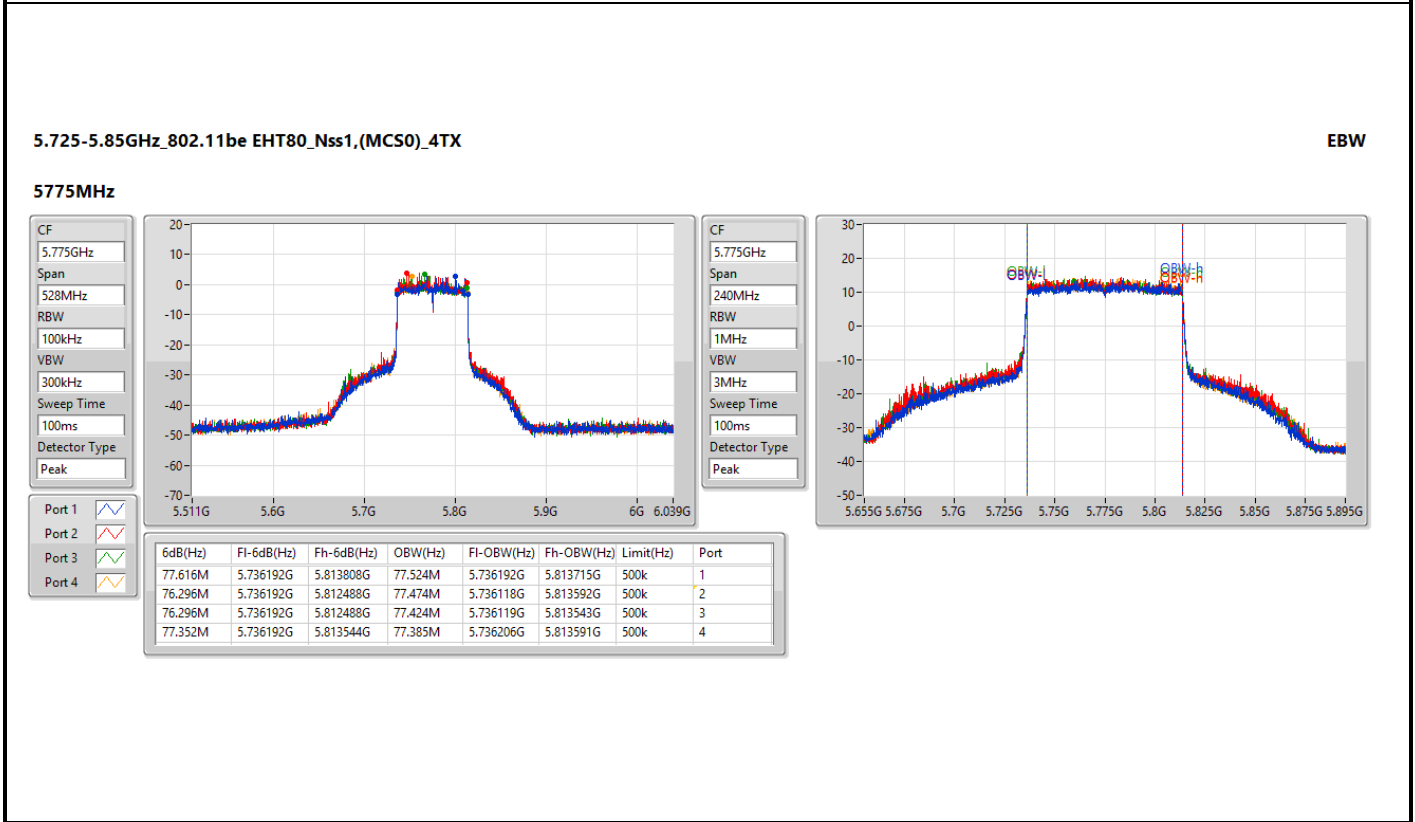 5.725-5.85GHz_802.11be EHT80_Nss1,(MCS0)_4TX EBW
5775MHz
CF
5.775GHz
Span
528MHz
RBW
100kHz
VBW
300kHz
Sweep Time
100ms
Detector Type
Peak
20
10
0
-10
-20
-30
-40
-50
-60
-70
5.511G 5.6G 5.7G 5.8G 5.9G 6G 6.039G
CF
5.775GHz
Span
240MHz
RBW
1MHz
VBW
3MHz
Sweep Time
100ms
Detector Type
Peak
30
20
10
0
-10
-20
-30
-40
-50
OBW-l OBW-h
OBW-h
5.655G 5.675G 5.7G 5.725G 5.75G 5.775G 5.8G 5.825G 5.85G 5.875G 5.895G
Port 1
Port 2
Port 3
Port 4
6dB(Hz) Fl-6dB(Hz) Fh-6dB(Hz) OBW(Hz) Fl-OBW(Hz) Fh-OBW(Hz) Limit(Hz) Port
77.616M 5.736192G 5.813808G 77.524M 5.736192G 5.813715G 500k 1
76.296M 5.736192G 5.812488G 77.474M 5.736118G 5.813592G 500k 2
76.296M 5.736192G 5.812488G 77.424M 5.736119G 5.813543G 500k 3
77.352M 5.736192G 5.813544G 77.385M 5.736206G 5.813591G 500k 4